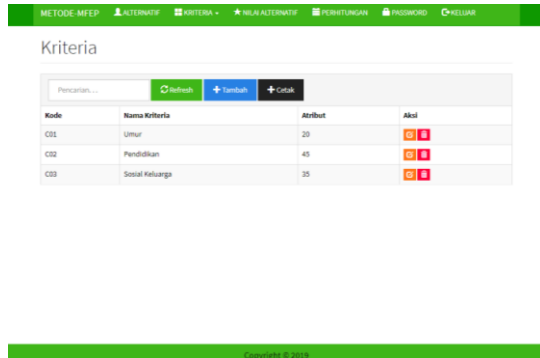 METODE-MFEP ALTERNATIF KRITERIA NILAI ALTERNATIF PERHITUNGAN PASSWORD KELUAR
Kriteria
Pencarian... Refresh Tambah Cetak
Kode Nama Kriteria Atribut Aksi
C01 Umur 20
C02 Pendidikan 45
C03 Sosial Keluarga 35
Copyright © 2019